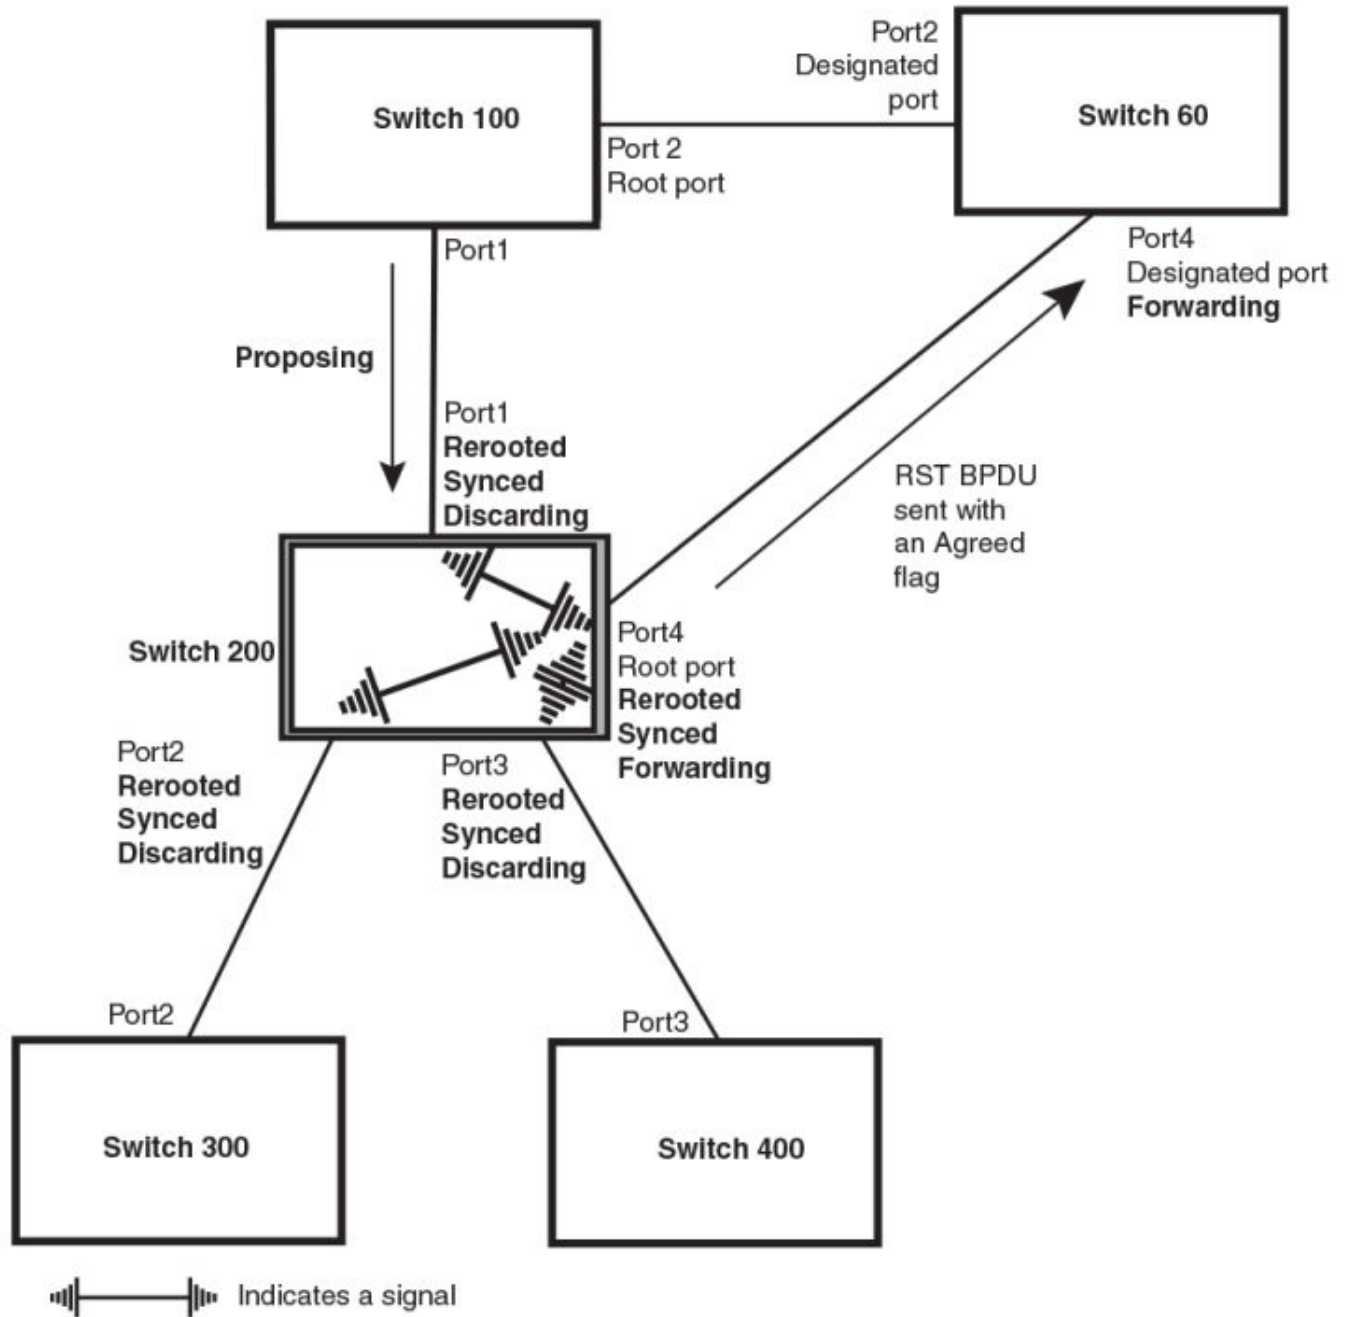 Port2
Designated
port
Switch 100
Switch 60
Port 2
Root port
Port1
Port4
Designated port
Forwarding
Proposing
Port1
Rerooted
Synced
Discarding
RST BPDU
sent with
an Agreed
flag
Switch 200
Port4
Root port
Rerooted
Synced
Forwarding
Port2
Rerooted
Synced
Discarding
Port3
Rerooted
Synced
Discarding
Port2
Port3
Switch 300
Switch 400
Indicates a signal